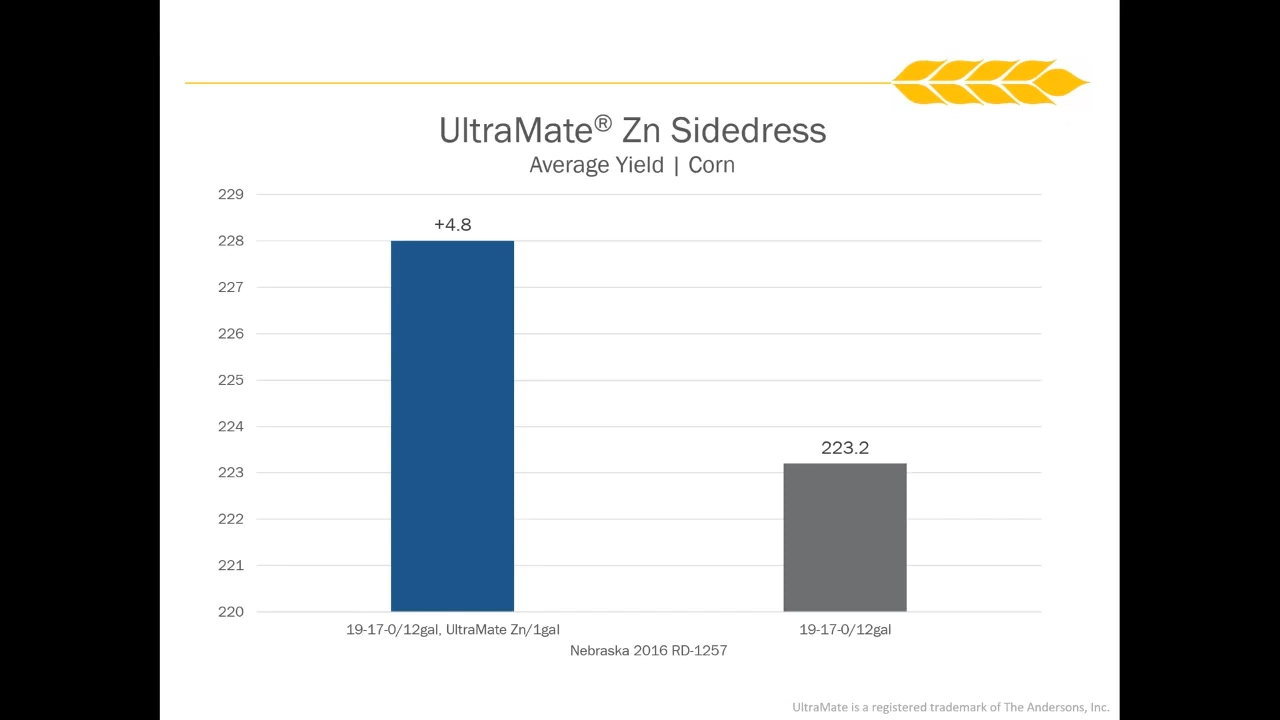 UltraMate® Zn Sidedress
Average Yield | Corn
229
228
227
226
225
224
223
222
221
220
+4.8
223.2
19-17-0/12gal, UltraMate Zn/1gal
19-17-0/12gal
Nebraska 2016 RD-1257
UltraMate is a registered trademark of The Andersons, Inc.